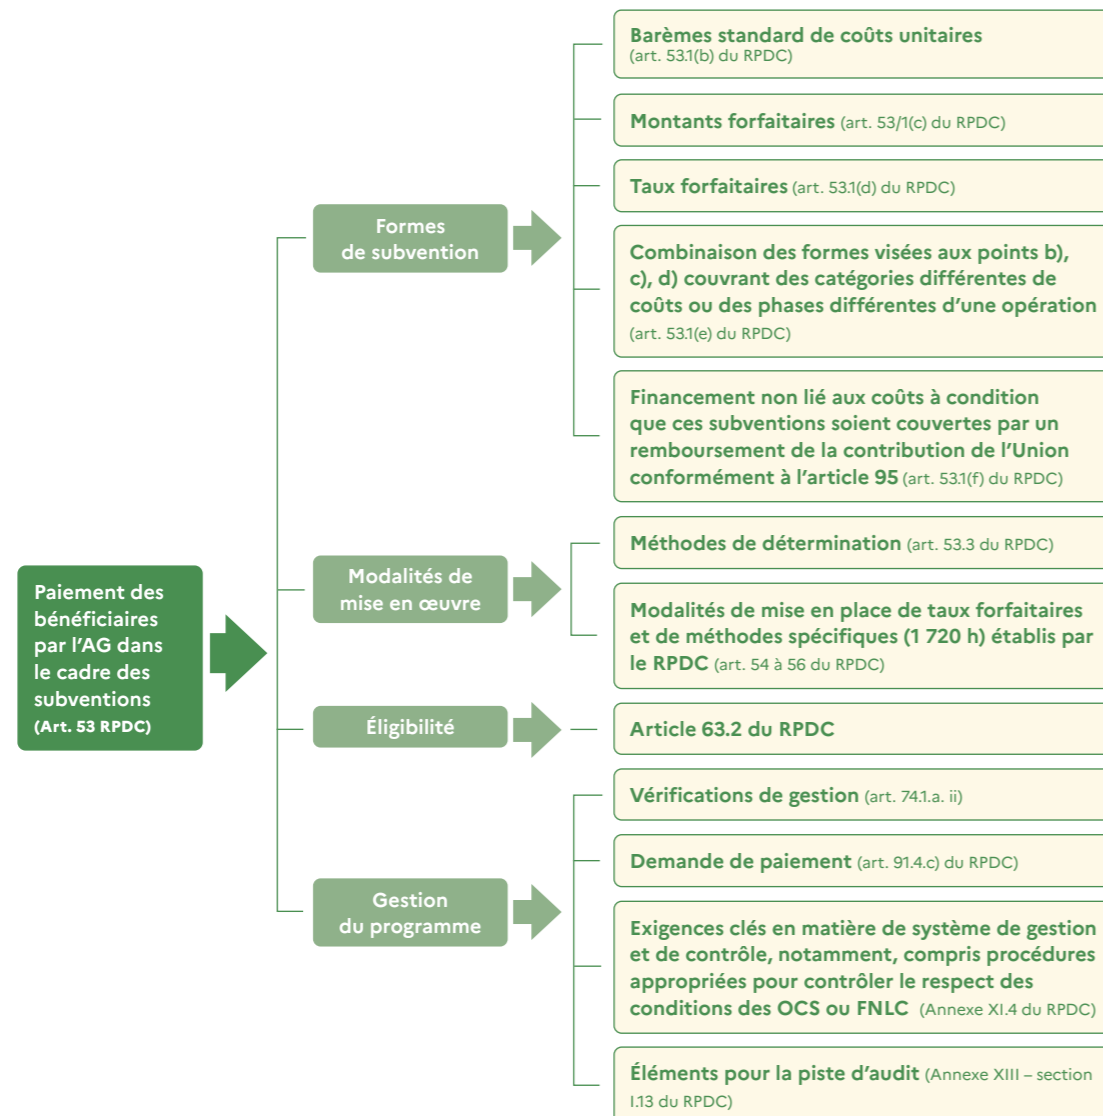 Barèmes standard de coûts unitaires
(art. 53.1(b) du RPDC)
Montants forfaitaires (art. 53/1(c) du RPDC)
Taux forfaitaires (art. 53.1(d) du RPDC)
Formes
de subvention
Combinaison des formes visées aux points b),
c), d) couvrant des catégories différentes de
coûts ou des phases différentes d’une opération
(art. 53.1(e) du RPDC)
Financement non lié aux coûts à condition
que ces subventions soient couvertes par un
remboursement de la contribution de l’Union
conformément à l’article 95 (art. 53.1(f) du RPDC)
Méthodes de détermination (art. 53.3 du RPDC)
Modalités de
mise en œuvre
Modalités de mise en place de taux forfaitaires
et de méthodes spécifiques (1 720 h) établis par
le RPDC (art. 54 à 56 du RPDC)
Paiement des
bénéficiaires
par l’AG dans
le cadre des
subventions
(Art. 53 RPDC)
Éligibilité
Article 63.2 du RPDC
Vérifications de gestion (art. 74.1.a. ii)
Demande de paiement (art. 91.4.c) du RPDC)
Gestion
du programme
Exigences clés en matière de système de gestion
et de contrôle, notamment, compris procédures
appropriées pour contrôler le respect des
conditions des OCS ou FNLC (Annexe XI.4 du RPDC)
Éléments pour la piste d’audit (Annexe XIII – section
I.13 du RPDC)